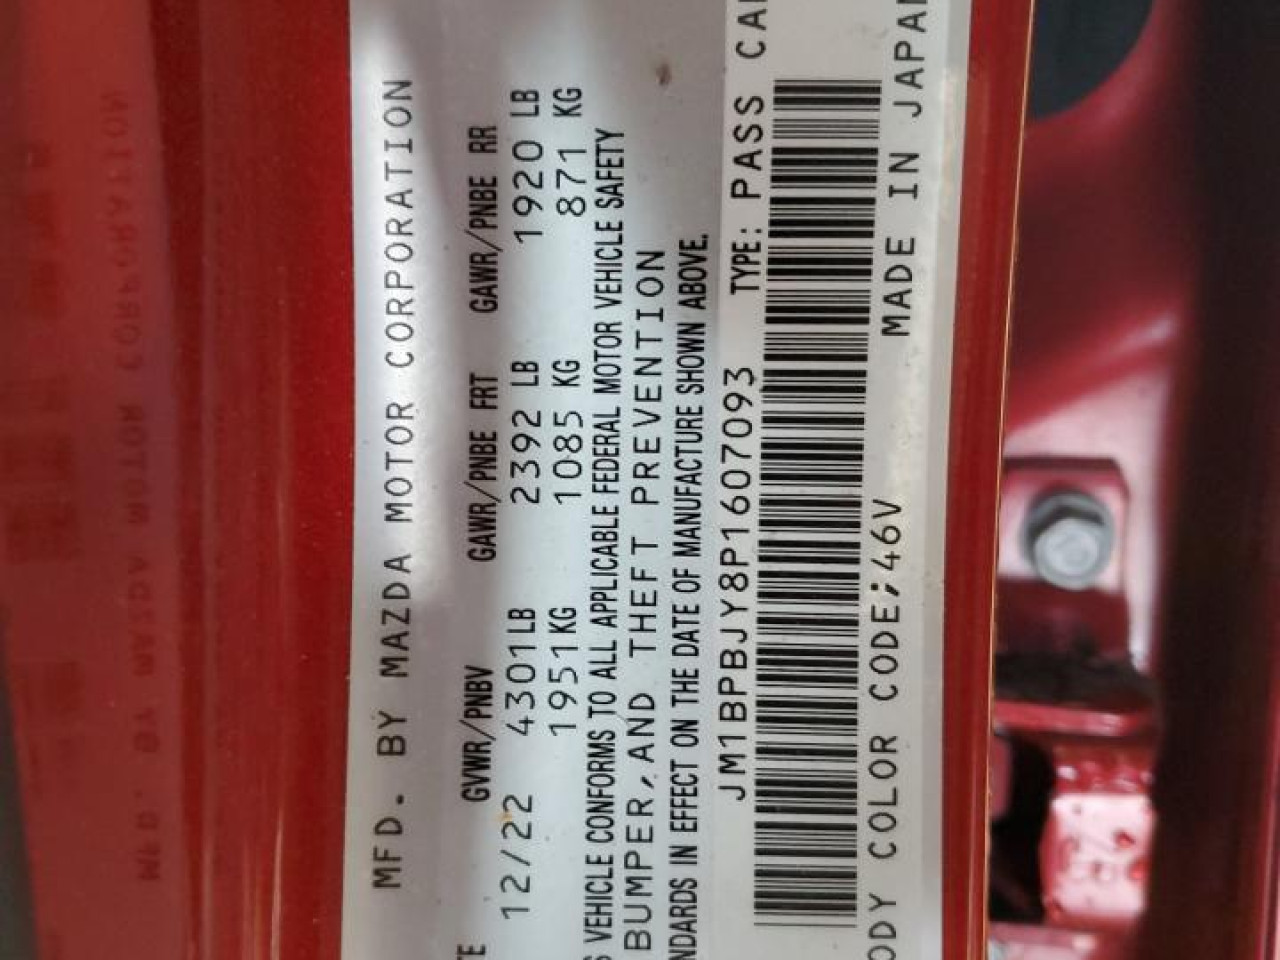 MFD. BY MAZDA MOTOR CORPORATION
TE GVWR/PNBV GAWR/PNBE FRT GAWR/PNBE RR
12/22 4301LB 2392 LB 1920 LB
1951KG 1085 KG 871 KG
S VEHICLE CONFORMS TO ALL APPLICABLE FEDERAL MOTOR VEHICLE SAFETY
BUMPER, AND THEFT PREVENTION
NDARDS IN EFFECT ON THE DATE OF MANUFACTURE SHOWN ABOVE.
JM1BPBJY8P1607093 TYPE: PASS CA
ODY COLOR CODE;46V MADE IN JAPA